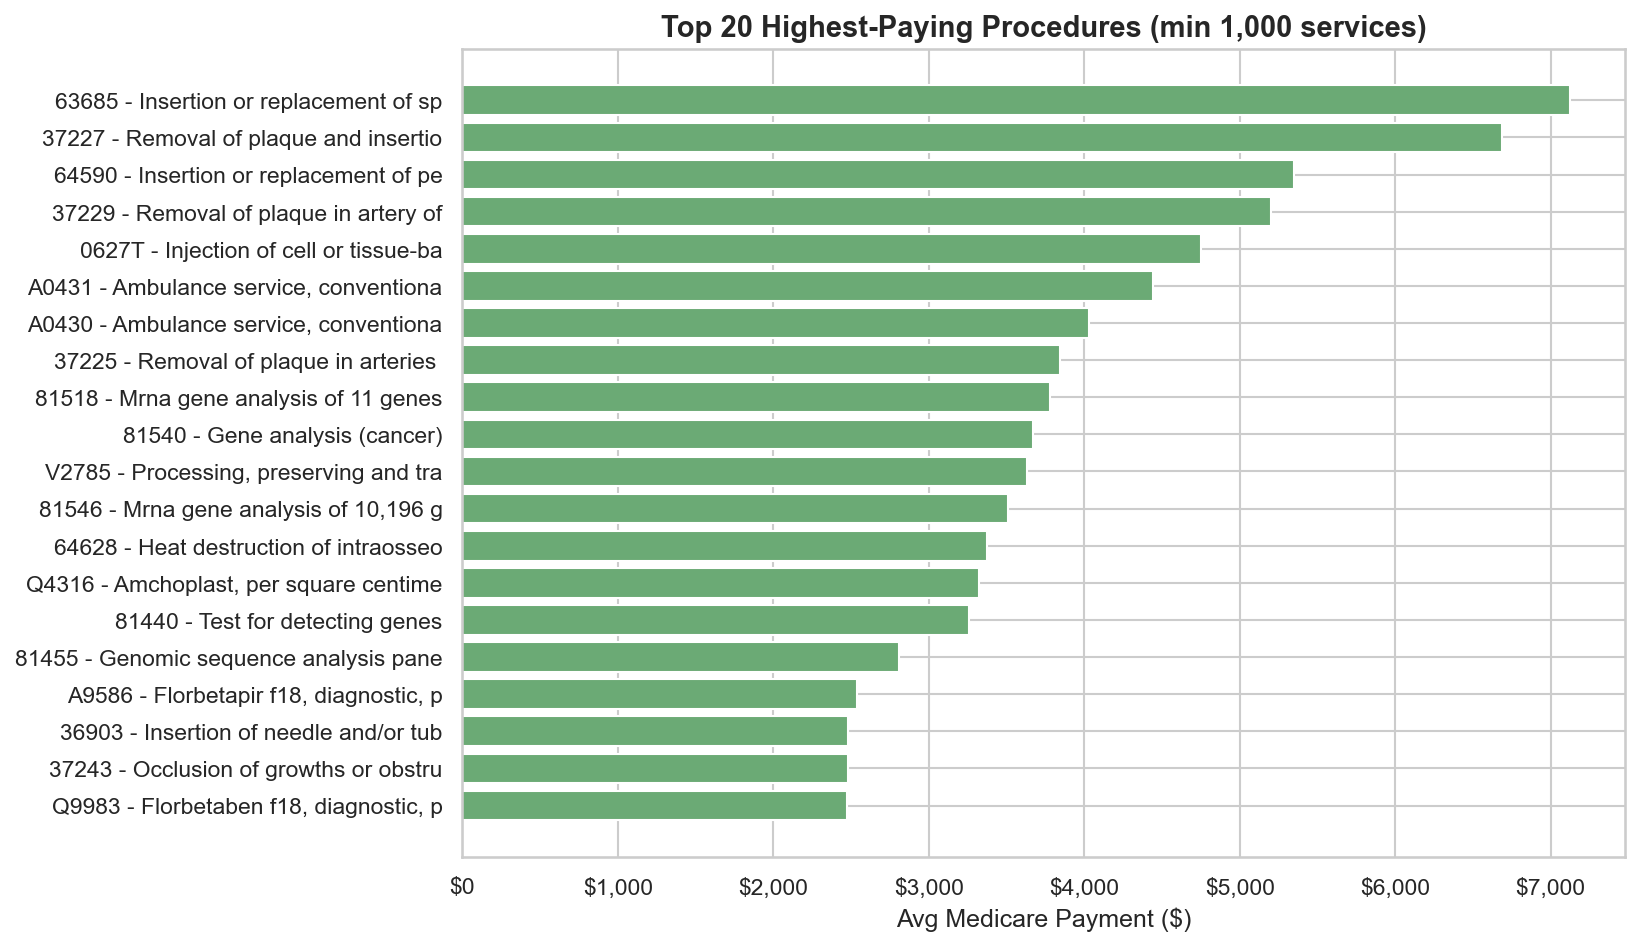 Top 20 Highest-Paying Procedures (min 1,000 services)
63685 - Insertion or replacement of sp
37227 - Removal of plaque and insertio
64590 - Insertion or replacement of pe
37229 - Removal of plaque in artery of
0627T - Injection of cell or tissue-ba
A0431 - Ambulance service, conventiona
A0430 - Ambulance service, conventiona
37225 - Removal of plaque in arteries
81518 - Mrna gene analysis of 11 genes
81540 - Gene analysis (cancer)
V2785 - Processing, preserving and tra
81546 - Mrna gene analysis of 10,196 g
64628 - Heat destruction of intraosseo
Q4316 - Amchoplast, per square centime
81440 - Test for detecting genes
81455 - Genomic sequence analysis pane
A9586 - Florbetapir f18, diagnostic, p
36903 - Insertion of needle and/or tub
37243 - Occlusion of growths or obstru
Q9983 - Florbetaben f18, diagnostic, p
$0 $1,000 $2,000 $3,000 $4,000 $5,000 $6,000 $7,000
Avg Medicare Payment ($)